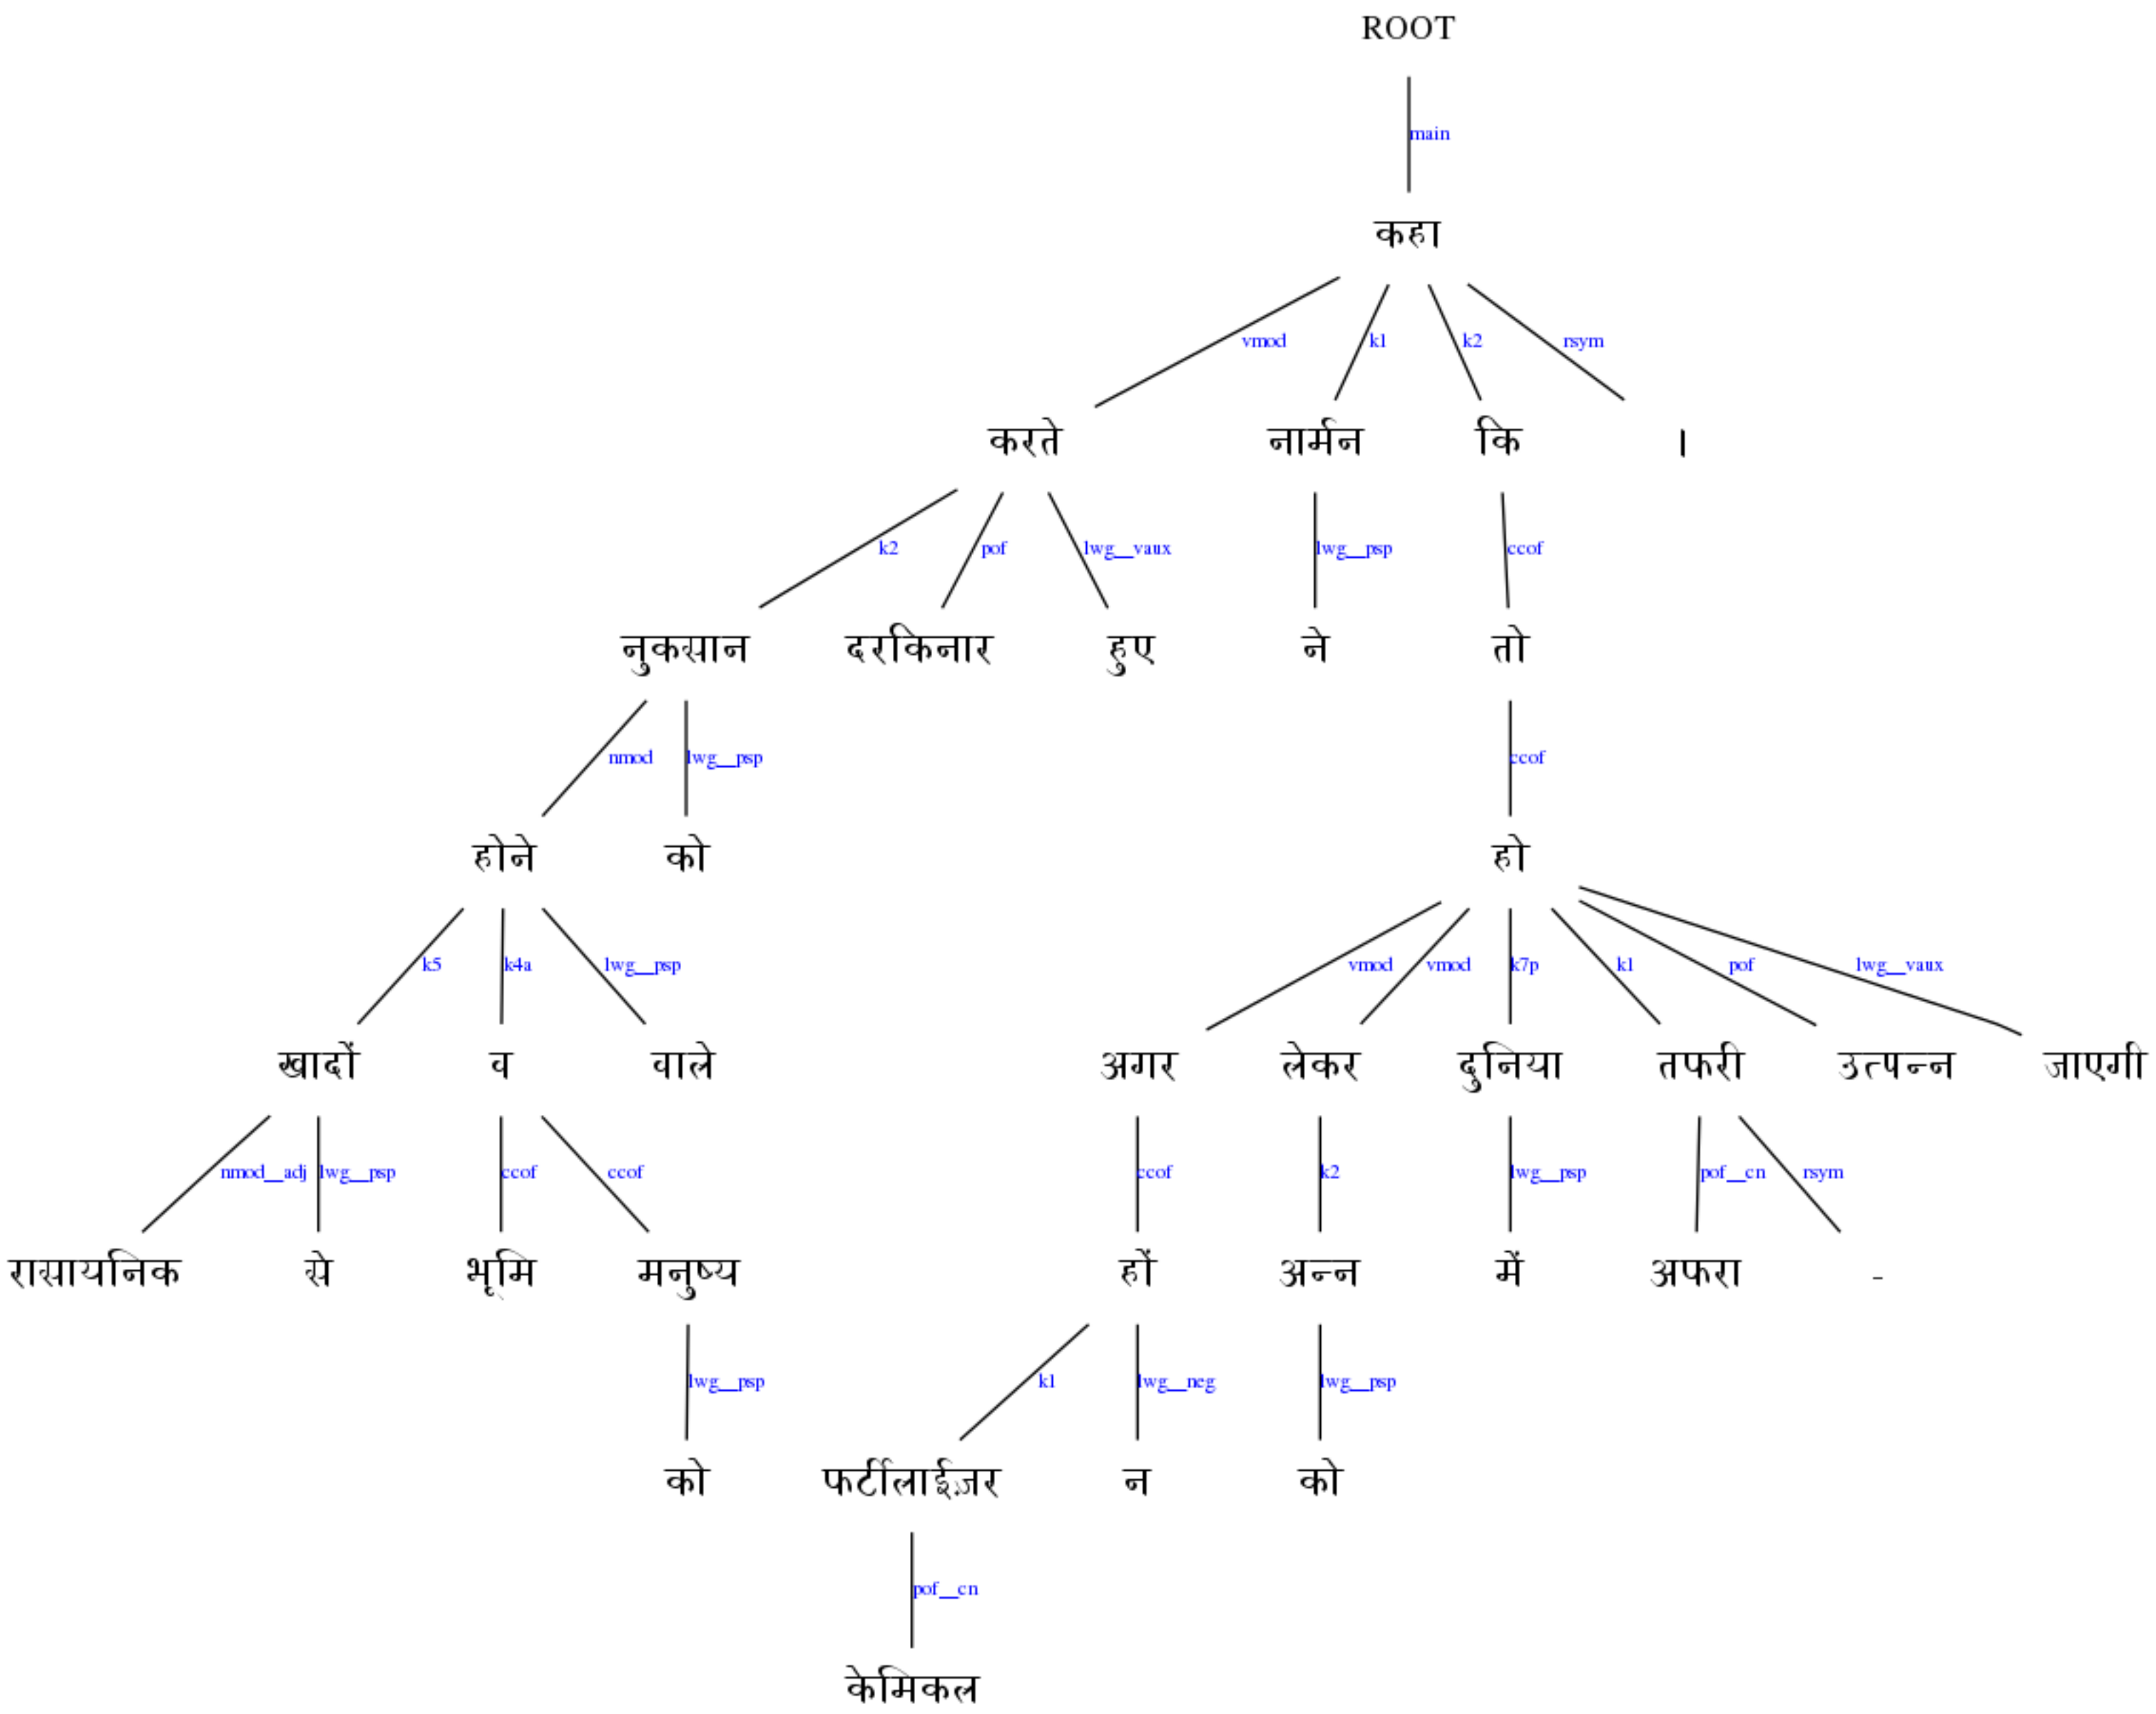 ROOT
main
कहा
vmod k1 k2 rsym
करते नार्मन कि ।
k2 pof lwg__vaux lwg__psp ccof
नुकसान दरकिनार हुए ने तो
nmod lwg__psp ccof
होने को हो
k5 k4a lwg__psp vmod vmod k7p k1 pof lwg__vaux
खादों व वाले अगर लेकर दुनिया तफरी उत्पन्न जाएगी
nmod__adj lwg__psp ccof ccof ccof k2 lwg__psp pof__cn rsym
रासायनिक से भूमि मनुष्य हों अन्न में अफरा -
lwg__psp k1 lwg__neg lwg__psp
को फर्टीलाईज़र न को
pof__cn
केमिकल